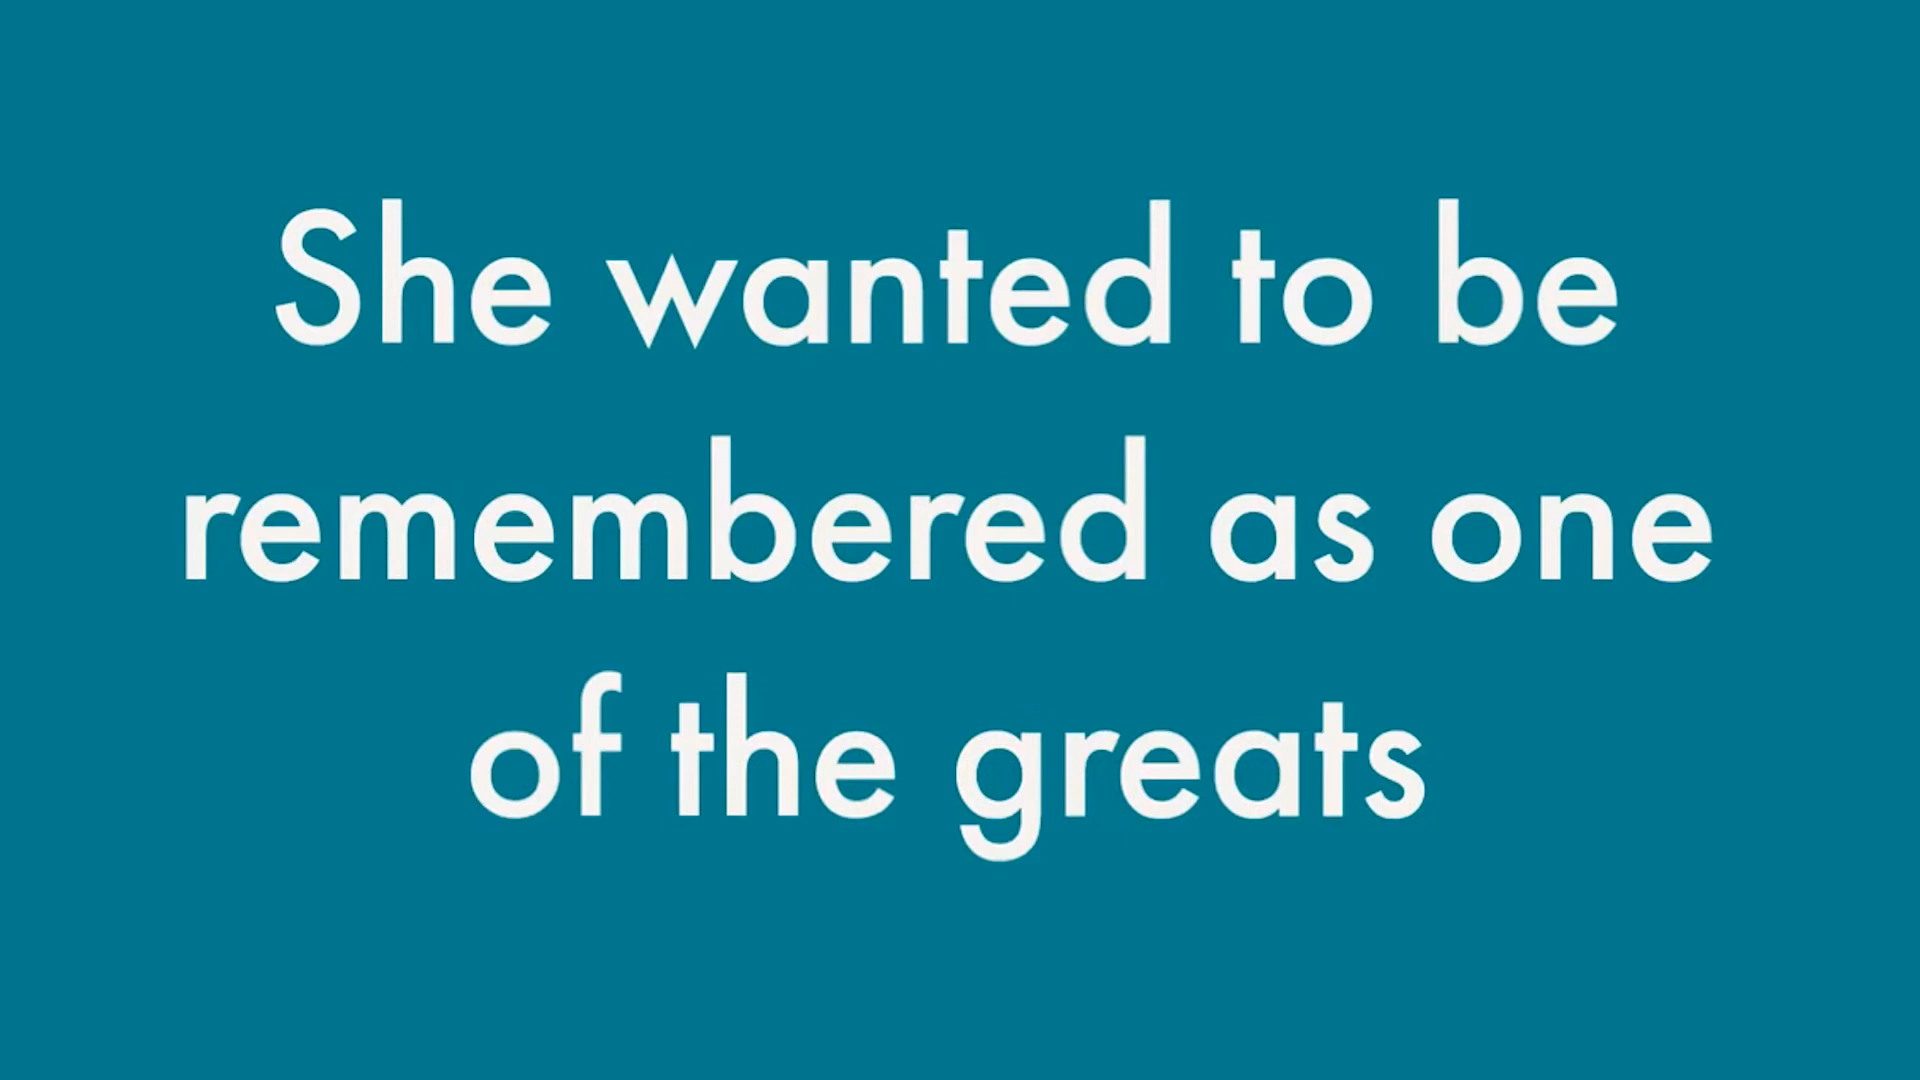 She wanted to be
remembered as one
of the greats